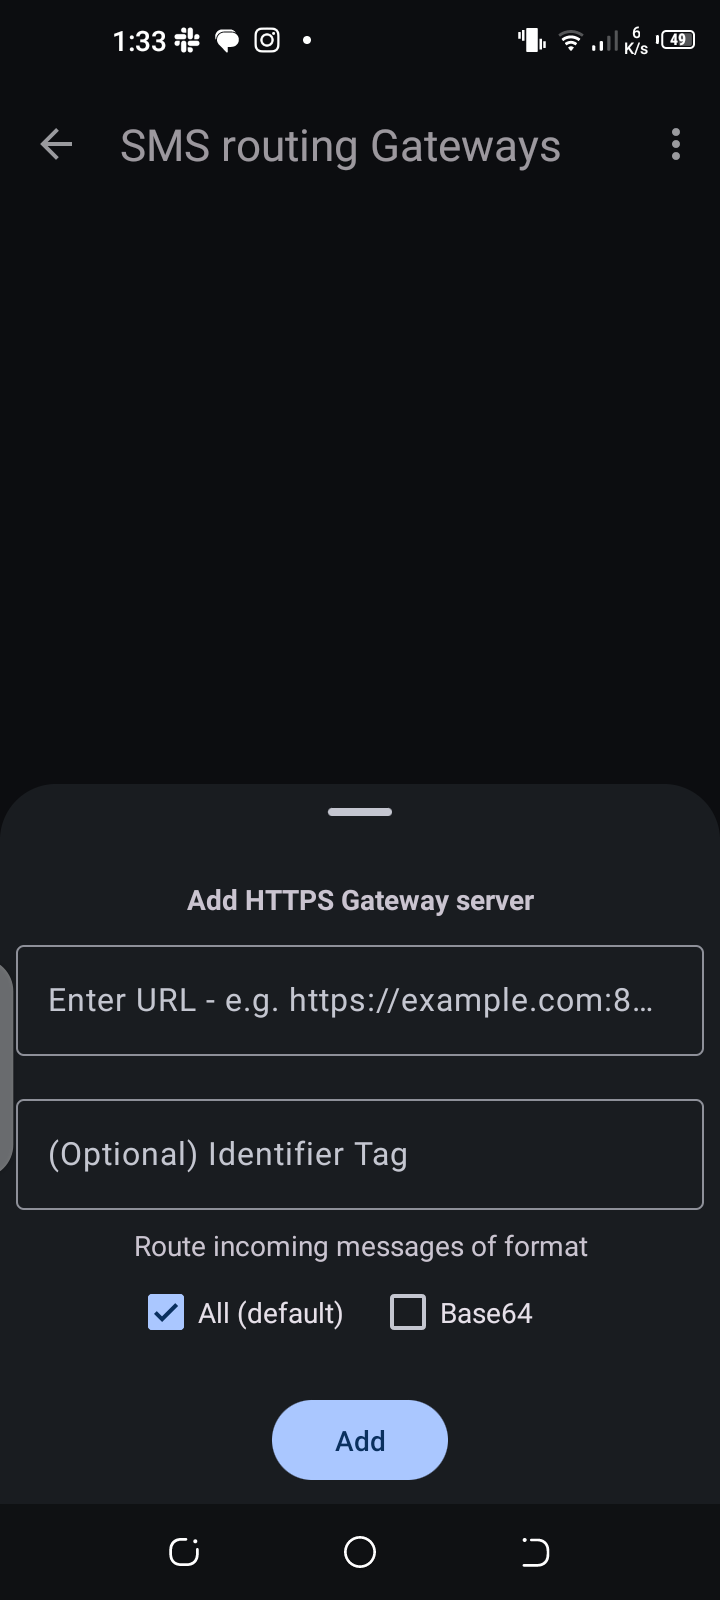 1:33
6
K/s
49
SMS routing Gateways
Add HTTPS Gateway server
Enter URL - e.g. https://example.com:8...
(Optional) Identifier Tag
Route incoming messages of format
All (default)
Base64
Add